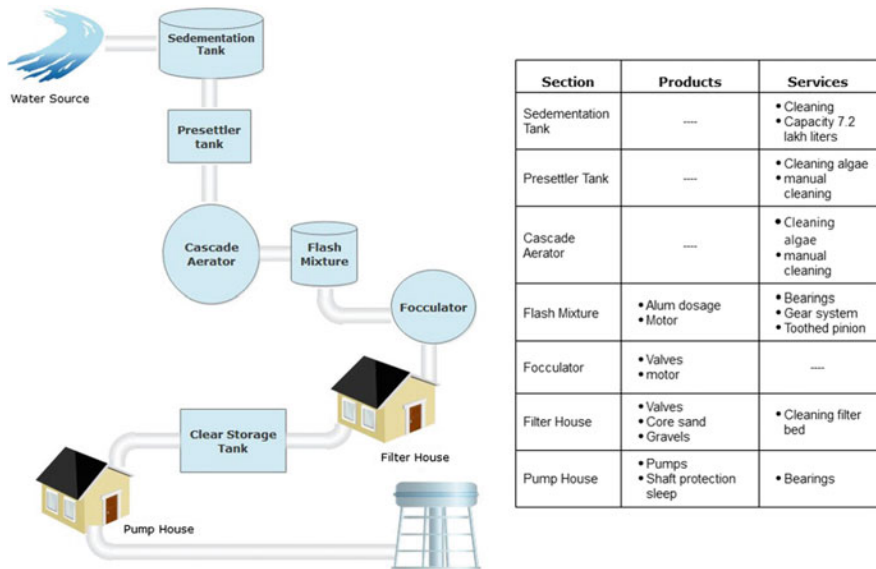 Sedementation
Tank
Water Source
Presettler
tank
Cascade
Aerator
Flash
Mixture
Focculator
Clear Storage
Tank
Filter House
Pump House
Section Products Services
Sedementation
Tank
----
• Cleaning
• Capacity 7.2
lakh liters
Presettler Tank
----
• Cleaning algae
• manual
cleaning
Cascade
Aerator
----
• Cleaning
algae
• manual
cleaning
Flash Mixture
• Alum dosage
• Motor
• Bearings
• Gear system
• Toothed pinion
Focculator
• Valves
• motor
----
Filter House
• Valves
• Core sand
• Gravels
• Cleaning filter
bed
Pump House
• Pumps
• Shaft protection
sleep
• Bearings